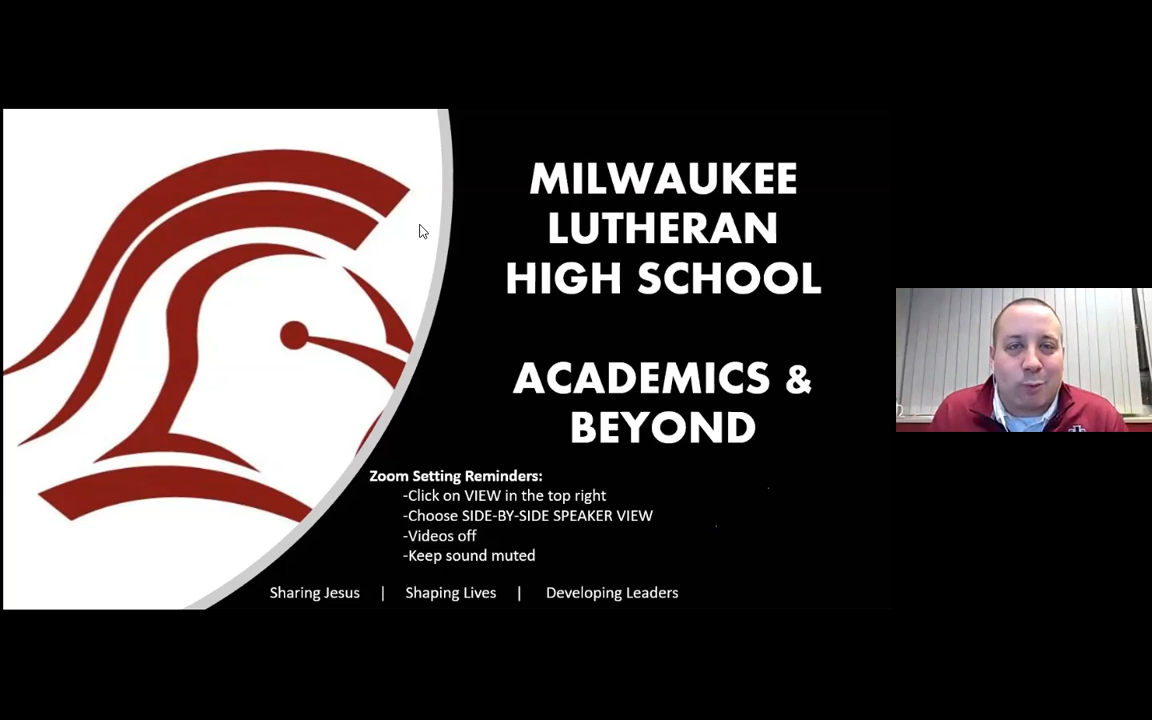 MILWAUKEE
LUTHERAN
HIGH SCHOOL
ACADEMICS &
BEYOND
Zoom Setting Reminders:
-Click on VIEW in the top right
-Choose SIDE-BY-SIDE SPEAKER VIEW
-Videos off
-Keep sound muted
Sharing Jesus | Shaping Lives | Developing Leaders